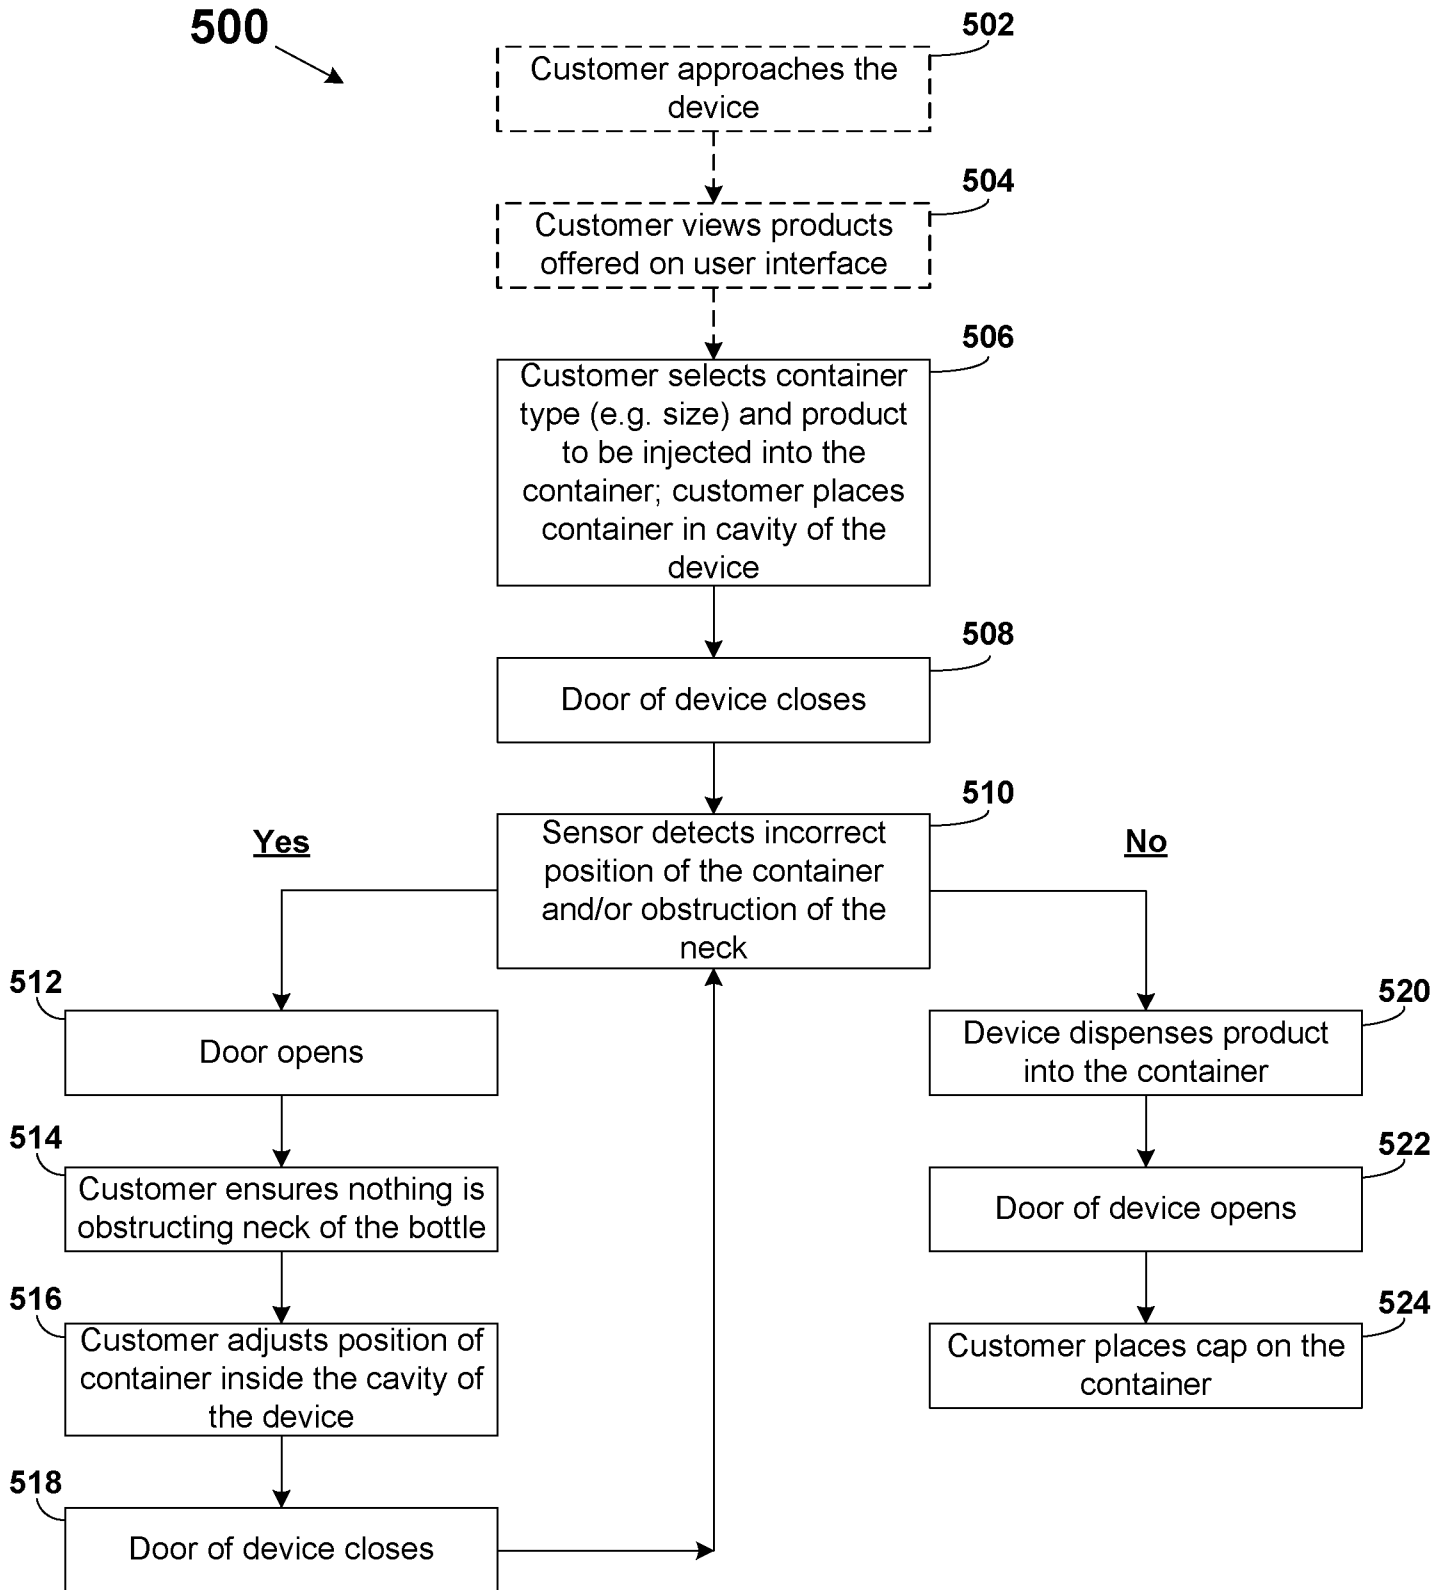 500
502
Customer approaches the
device
504
Customer views products
offered on user interface
506
Customer selects container
type (e.g. size) and product
to be injected into the
container; customer places
container in cavity of the
device
508
Door of device closes
510
Sensor detects incorrect
position of the container
and/or obstruction of the
neck
Yes
No
512
Door opens
514
Customer ensures nothing is
obstructing neck of the bottle
516
Customer adjusts position of
container inside the cavity of
the device
518
Door of device closes
520
Device dispenses product
into the container
522
Door of device opens
524
Customer places cap on the
container